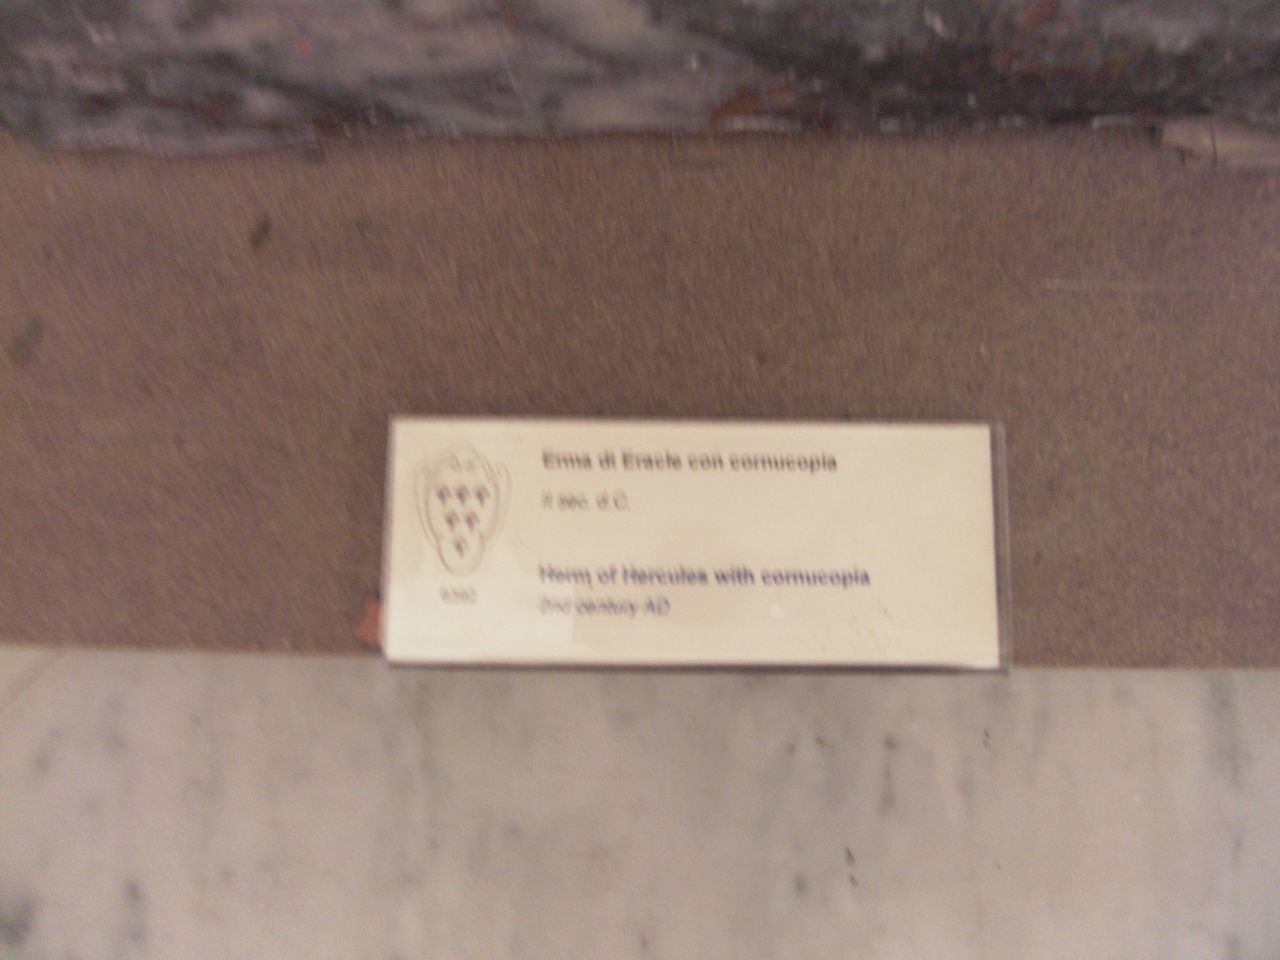 Erma di Eracle con cornucopia
II sec. d.C.
Herm of Hercules with cornucopia
2nd century AD